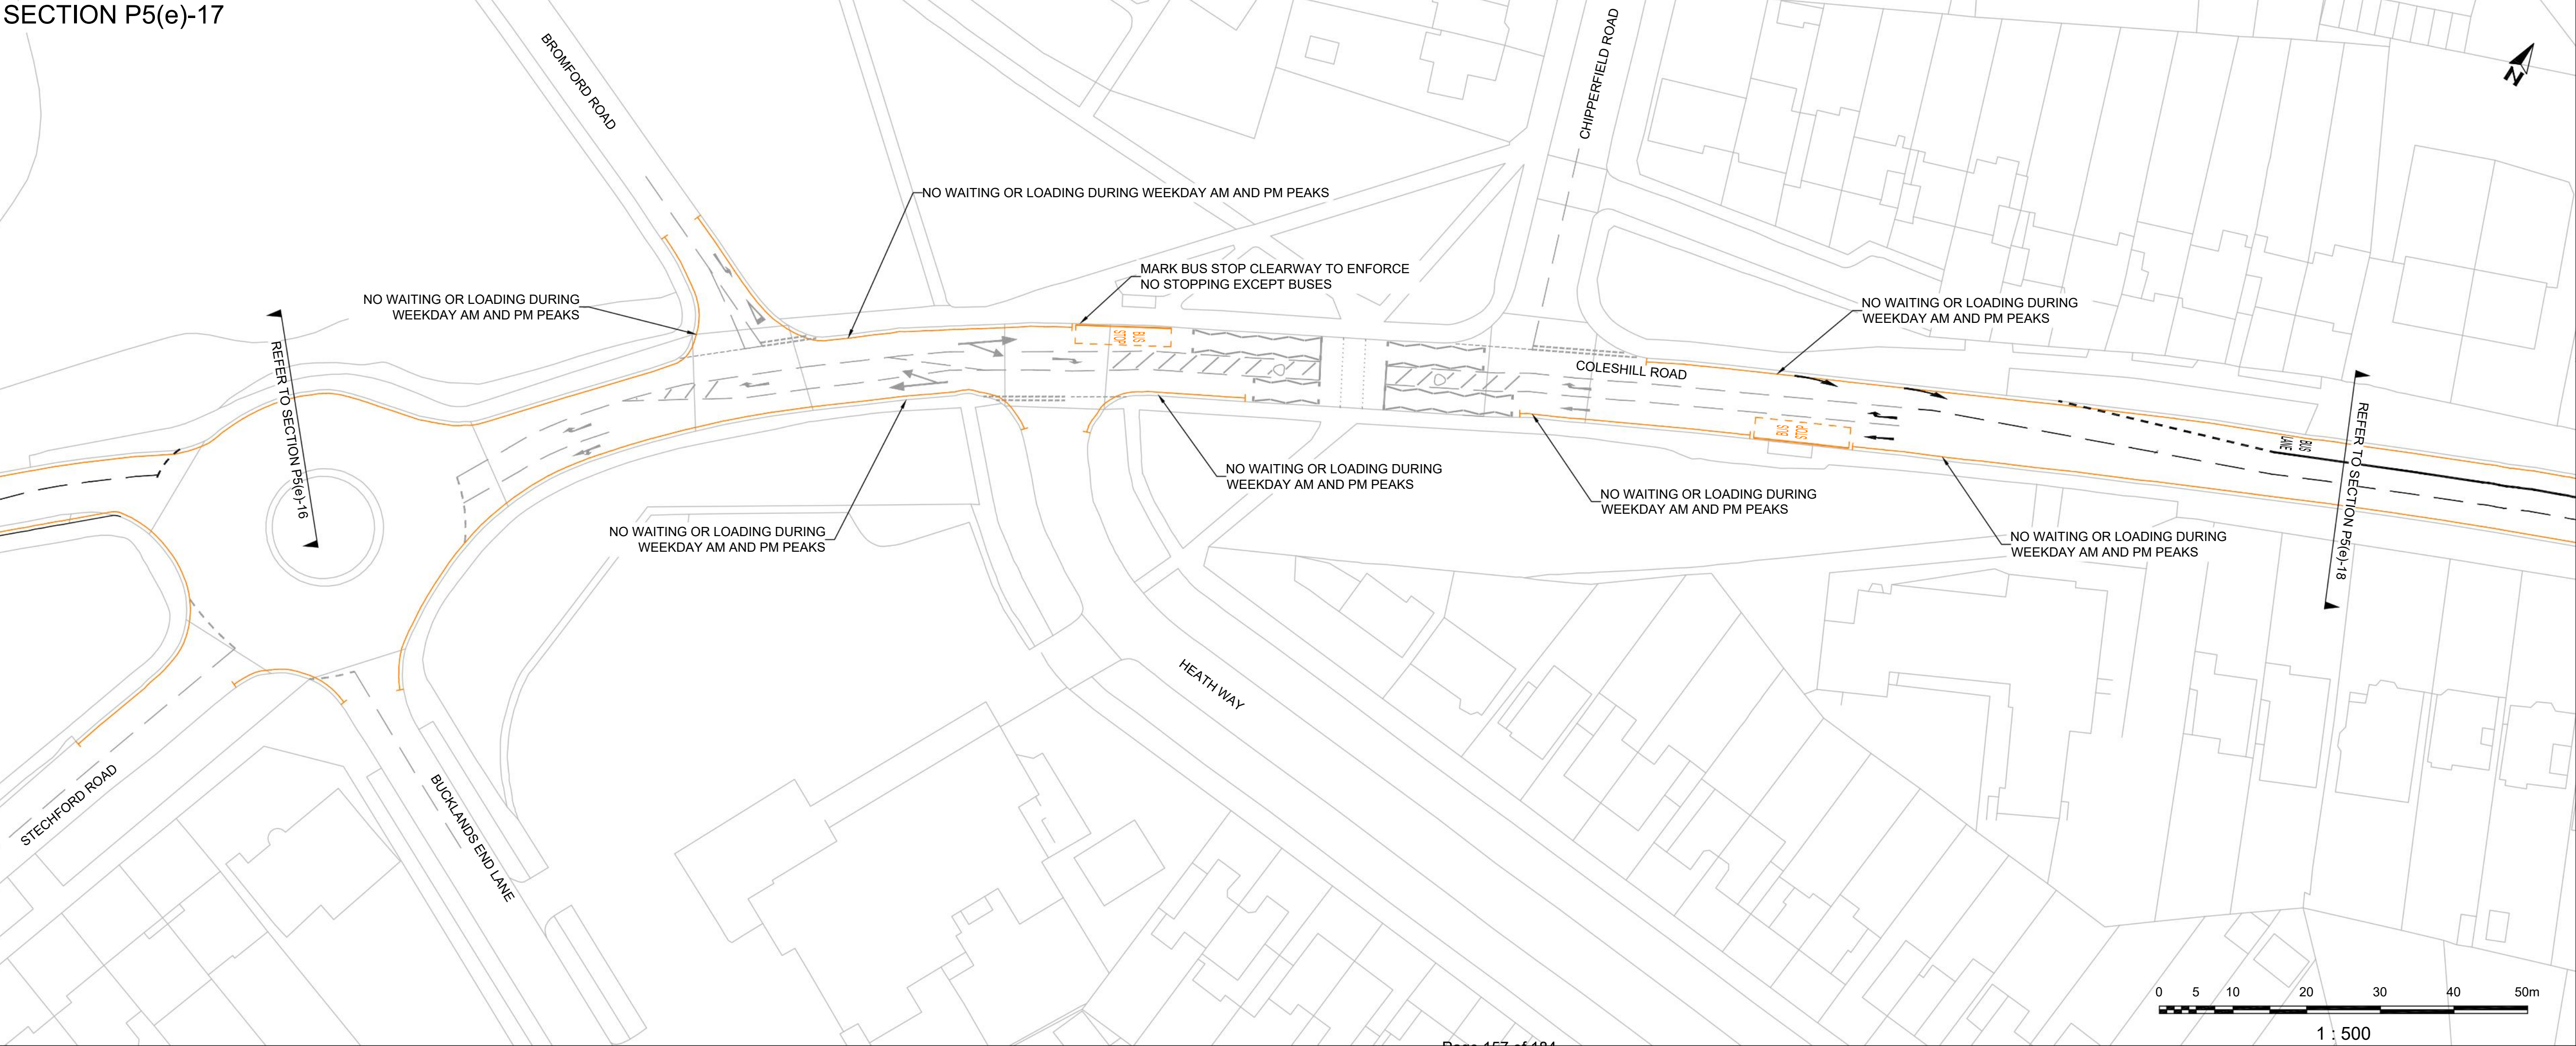 SECTION P5(e)-17
BROMFORD ROAD
CHIPPERFIELD ROAD
N
NO WAITING OR LOADING DURING WEEKDAY AM AND PM PEAKS
MARK BUS STOP CLEARWAY TO ENFORCE
NO STOPPING EXCEPT BUSES
NO WAITING OR LOADING DURING
WEEKDAY AM AND PM PEAKS
NO WAITING OR LOADING DURING
WEEKDAY AM AND PM PEAKS
REFER TO SECTION P5(e)-16
BUS
STOP
COLESHILL ROAD
BUS
STOP
BUS
LANE
REFER TO SECTION P5(e)-18
NO WAITING OR LOADING DURING
WEEKDAY AM AND PM PEAKS
NO WAITING OR LOADING DURING
WEEKDAY AM AND PM PEAKS
NO WAITING OR LOADING DURING
WEEKDAY AM AND PM PEAKS
NO WAITING OR LOADING DURING
WEEKDAY AM AND PM PEAKS
HEATH WAY
STECHFORD ROAD
BUCKLANDS END LANE
0 5 10 20 30 40 50m
1 : 500
Page 157 of 184